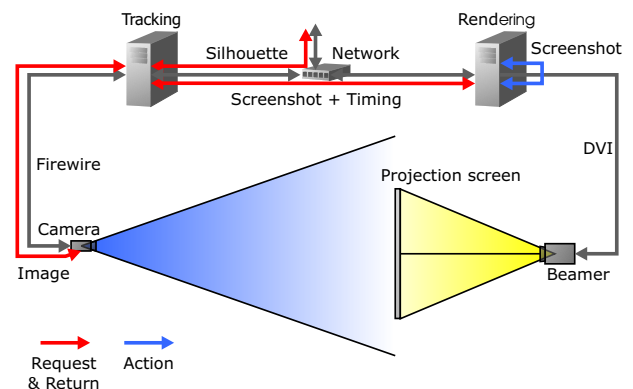 Tracking
Rendering
Silhouette
Network
Screenshot
Screenshot + Timing
DVI
Firewire
Projection screen
Camera
Image
Beamer
Request
& Return
Action